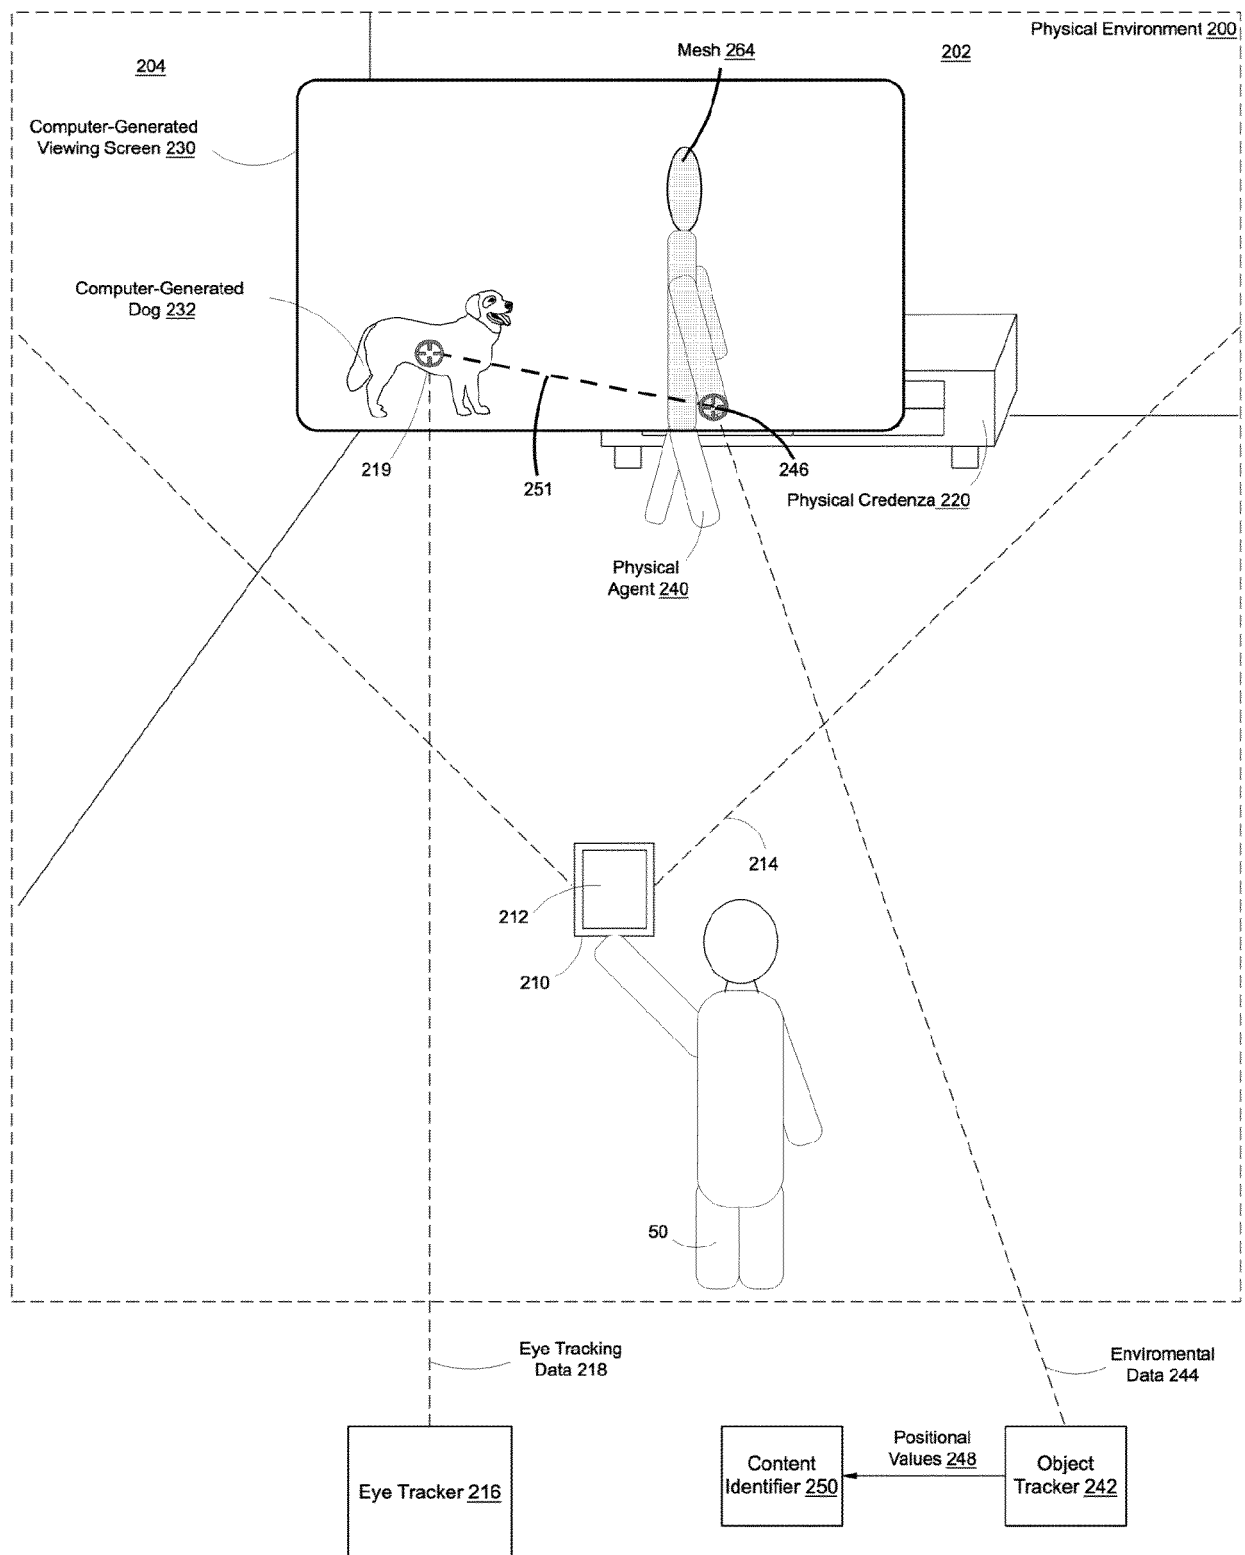 Physical Environment 200
204
Mesh 264
202
Computer-Generated
Viewing Screen 230
Computer-Generated
Dog 232
219
251
246
Physical Credenza 220
Physical
Agent 240
214
212
210
50
Eye Tracking
Data 218
Enviromental
Data 244
Eye Tracker 216
Content
Identifier 250
Positional
Values 248
Object
Tracker 242